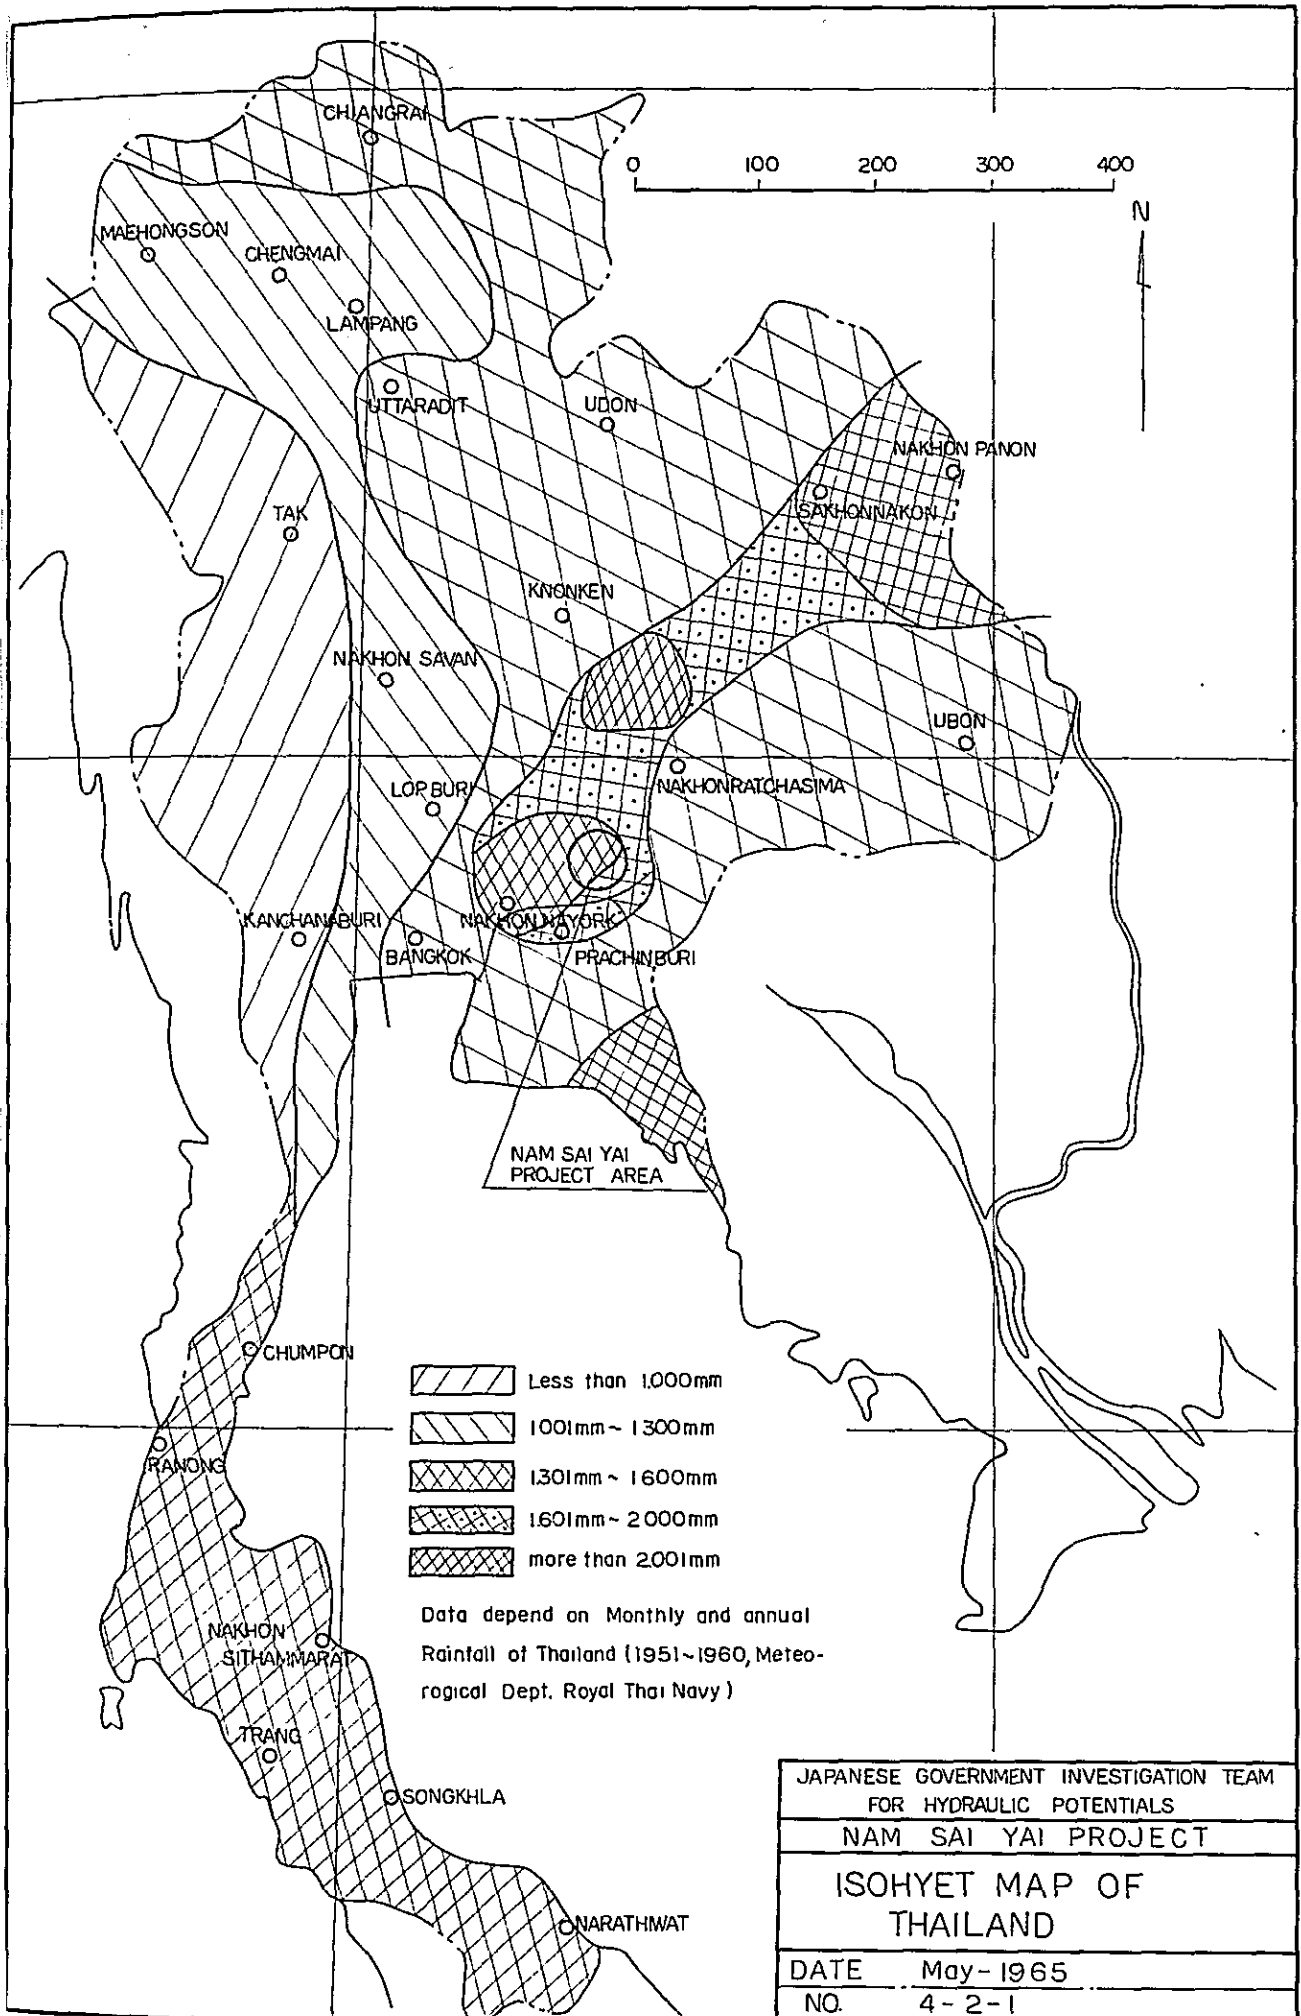 CHIANGRAI
0 100 200 300 400
N
MAEHONGSON
CHENGMAI
LAMPANG
UTTARADIT
UDON
NAKHON PANON
SAKHONNAKON
TAK
KNONKEN
NAKHON SAVAN
UBON
LOPBURI
NAKHONRATCHASIMA
KANCHANABURI
NAKHON NAYORK
BANGKOK
PRACHINBURI
NAM SAI YAI
PROJECT AREA
CHUMPON
RANONG
Less than 1.000mm
1001mm~1300mm
1.301mm~1600mm
1.601mm~2000mm
more than 2.001mm
Data depend on Monthly and annual
Rainfall of Thailand (1951~1960, Meteo-
rogical Dept. Royal Thai Navy)
NAKHON
SITHAMMARAT
TRANG
SONGKHLA
NARATHWAT
JAPANESE GOVERNMENT INVESTIGATION TEAM
FOR HYDRAULIC POTENTIALS
NAM SAI YAI PROJECT
ISOHYET MAP OF
THAILAND
DATE May-1965
NO. 4-2-1